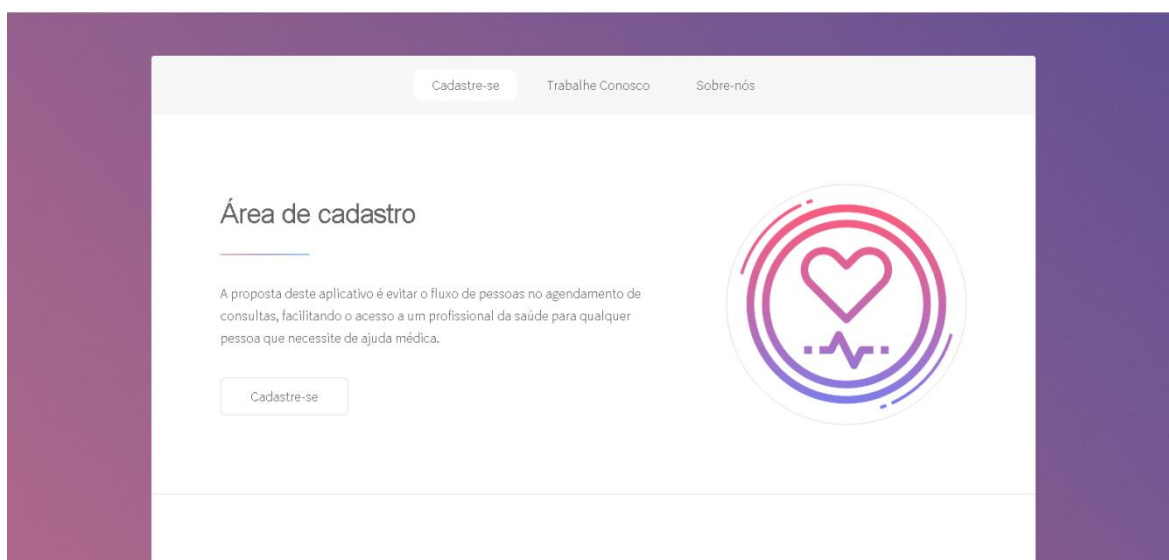 Cadastre-se Trabalhe Conosco Sobre-nós
Área de cadastro
A proposta deste aplicativo é evitar o fluxo de pessoas no agendamento de
consultas, facilitando o acesso a um profissional da saúde para qualquer
pessoa que necessite de ajuda médica.
Cadastre-se